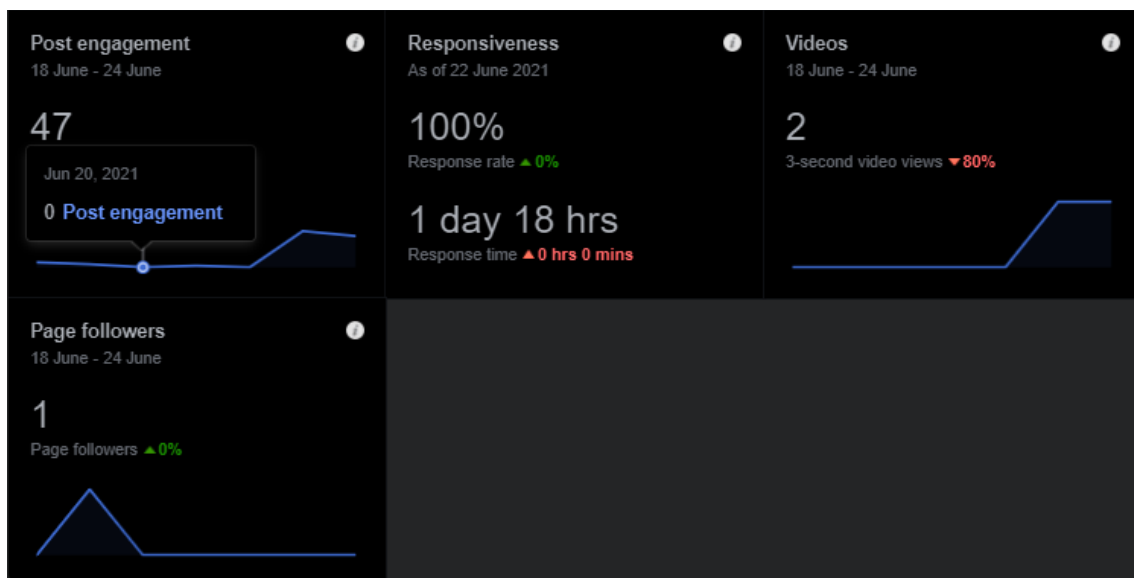 Post engagement
18 June - 24 June
47
Jun 20, 2021
0 Post engagement
Responsiveness
As of 22 June 2021
100%
Response rate ▲ 0%
1 day 18 hrs
Response time ▲ 0 hrs 0 mins
Videos
18 June - 24 June
2
3-second video views ▼ 80%
Page followers
18 June - 24 June
1
Page followers ▲ 0%